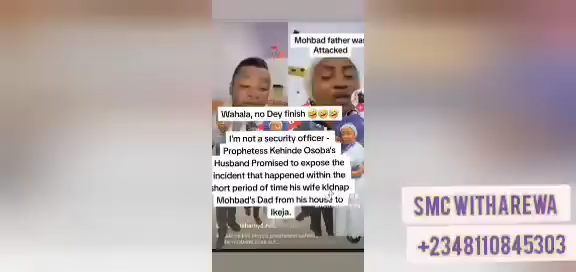 Mohbad father was
Attacked
Wahala, no Dey finish 🤣🤣🤣
I'm not a security officer -
Prophetess Kehinde Osoba's
Husband Promised to expose the
incident that happened within the
short period of time his wife kidnap
Mohbad's Dad from his house to
Ikeja.
SMC WITHAREWA
+2348110845303